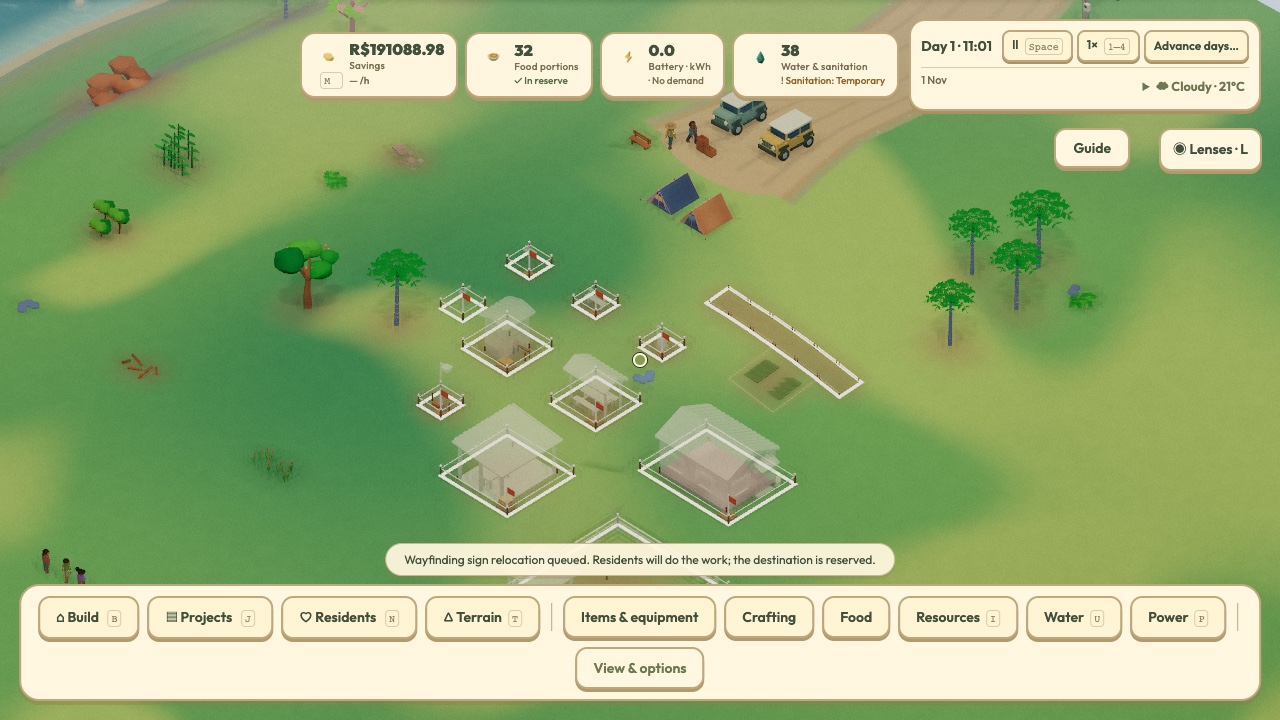 R$191088.98
Savings
M — /h
32
Food portions
✓ In reserve
0.0
Battery · kWh
· No demand
38
Water & sanitation
! Sanitation: Temporary
Day 1 · 11:01
II Space
1× 1–4
Advance days…
1 Nov
▶ Cloudy · 21°C
Guide
◉ Lenses · L
Wayfinding sign relocation queued. Residents will do the work; the destination is reserved.
Build B
Projects J
Residents N
Terrain T
Items & equipment
Crafting
Food
Resources I
Water U
Power P
View & options